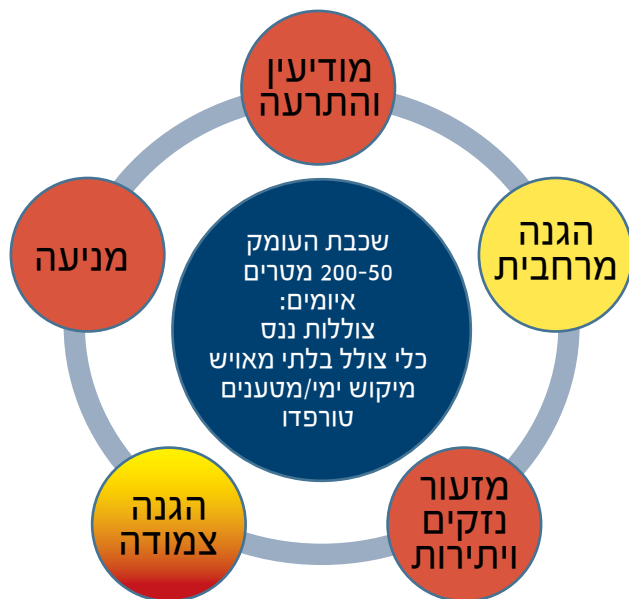 מודיעין
והתרעה
הגנה
מרחבית
מניעה
שכבת העומק
200-50 מטרים
איומים:
צוללות ננס
כלי צולל בלתי מאויש
מיקוש ימי/מטענים
טורפדו
מזעור
נזקים
ויתירות
הגנה
צמודה